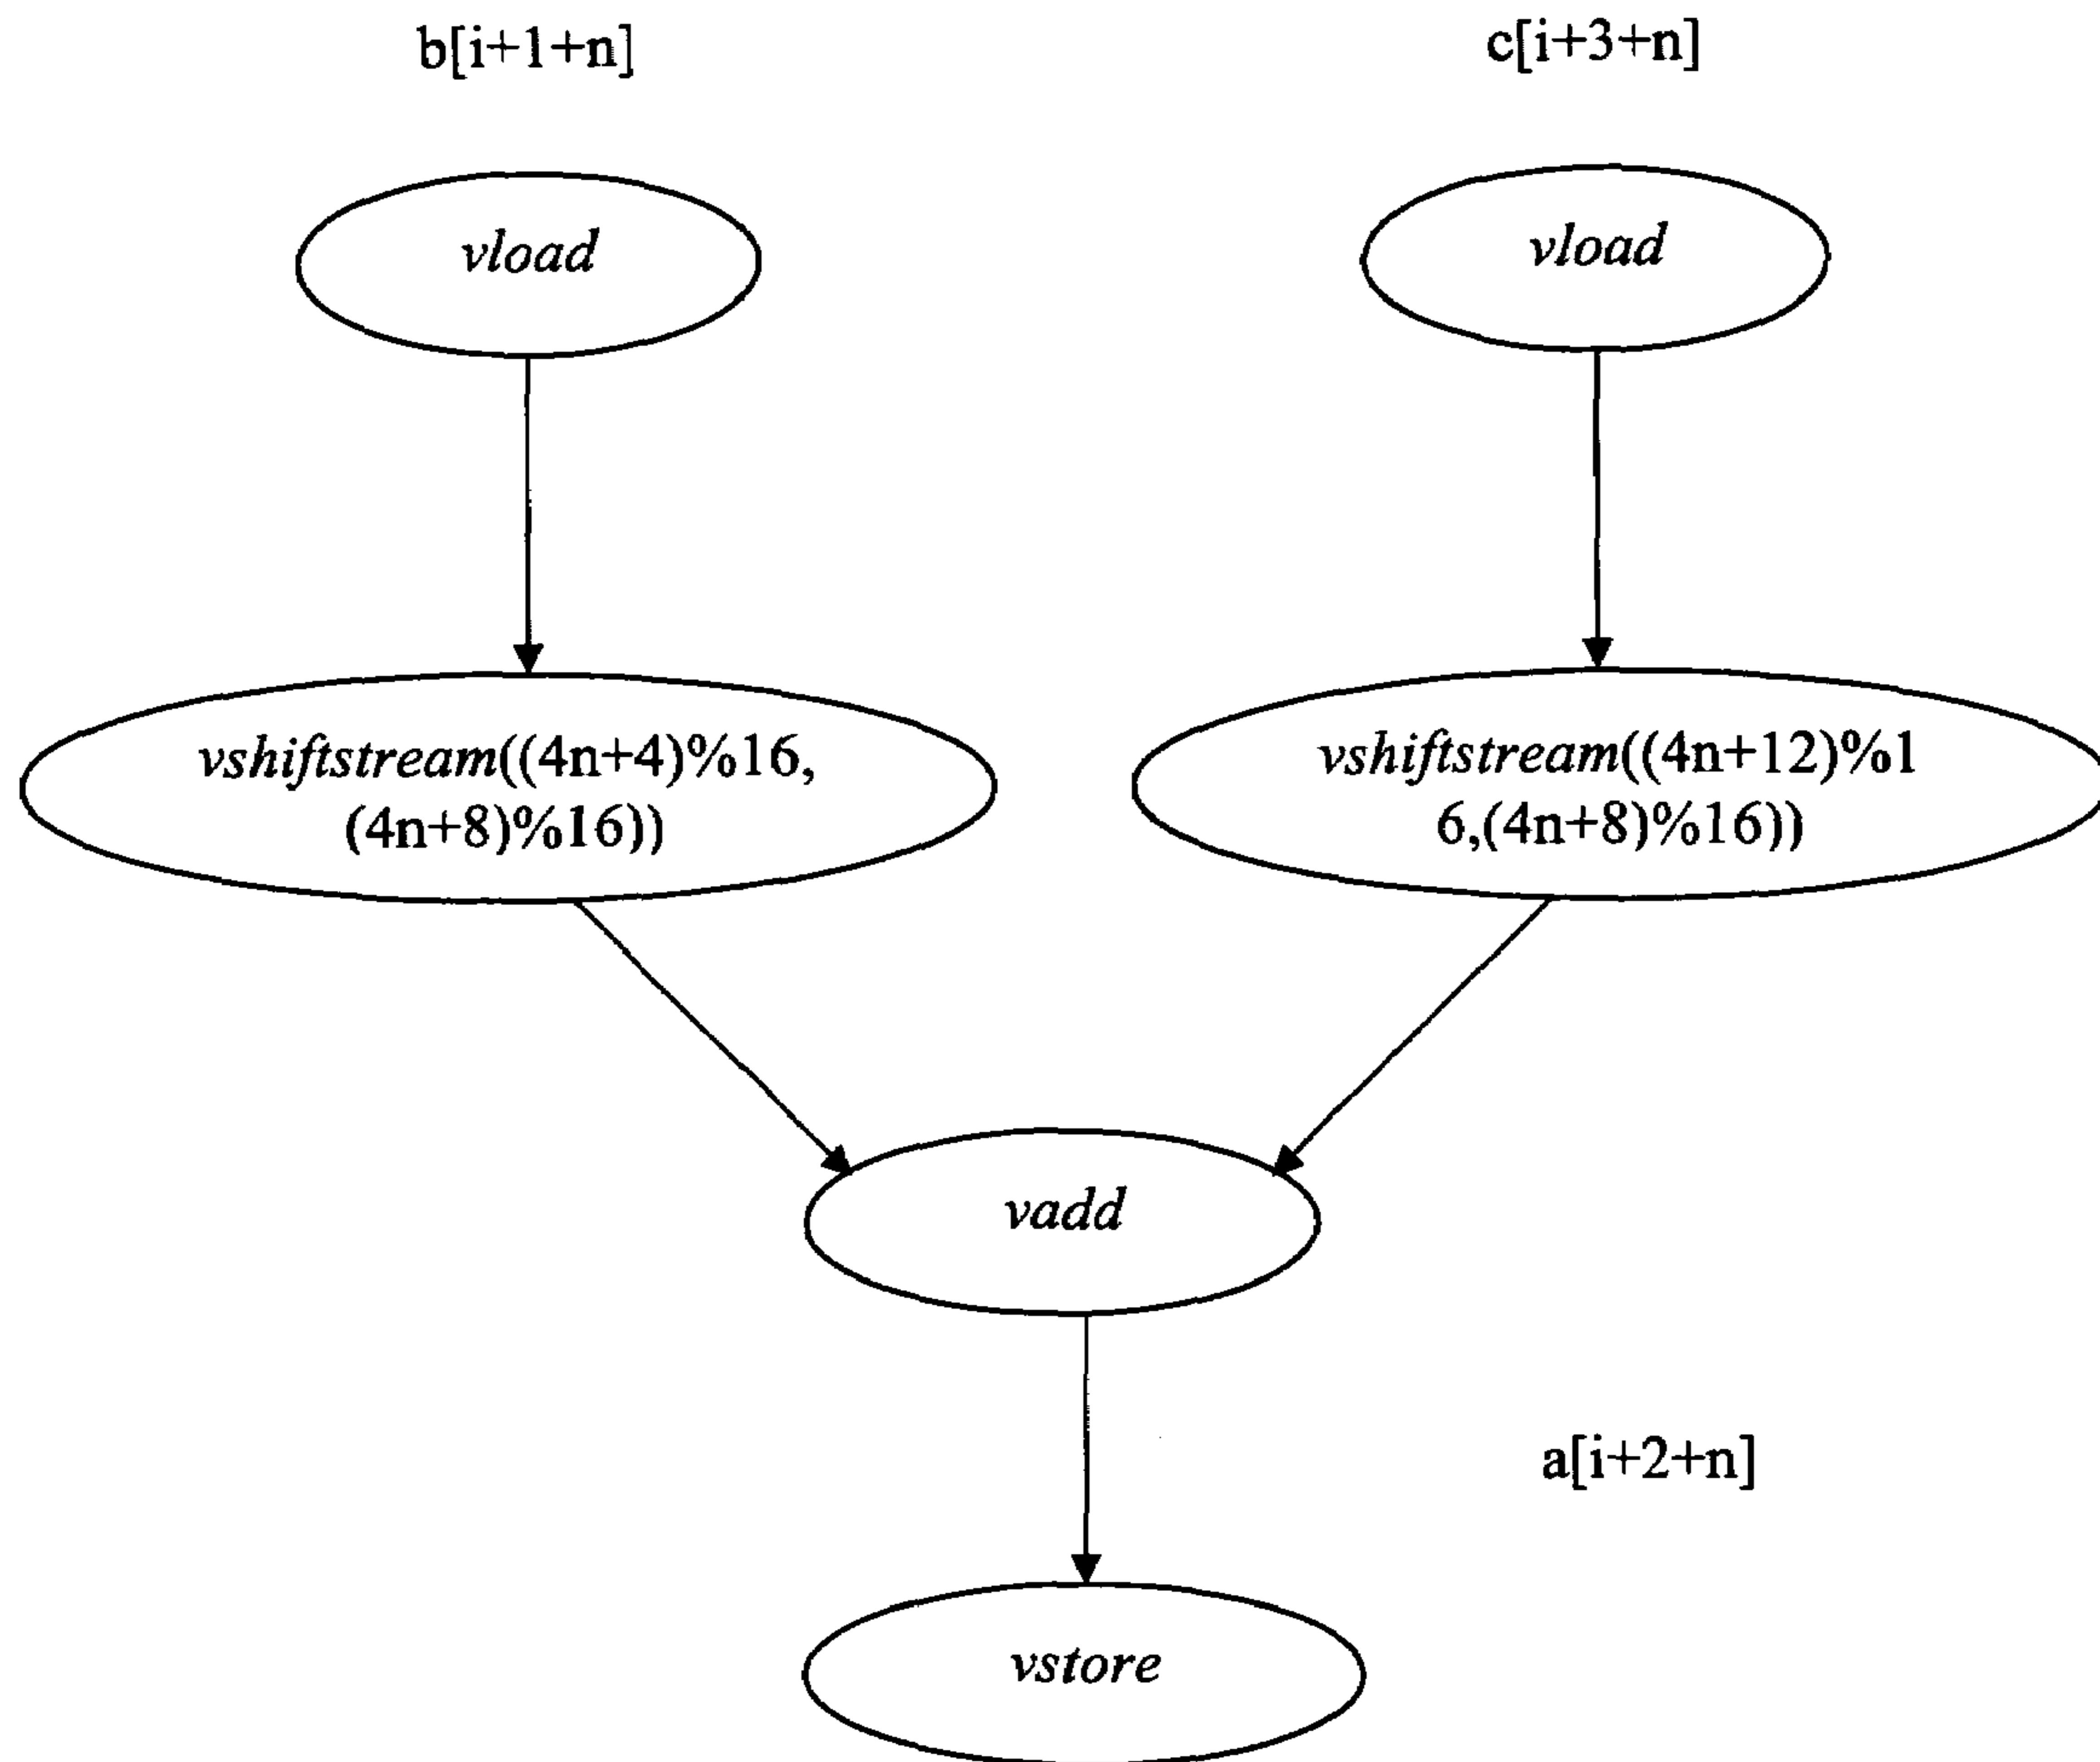 b[i+1+n]
c[i+3+n]
vload
vload
vshiftstream((4n+4)%16,
(4n+8)%16))
vshiftstream((4n+12)%1
6,(4n+8)%16))
vadd
a[i+2+n]
vstore